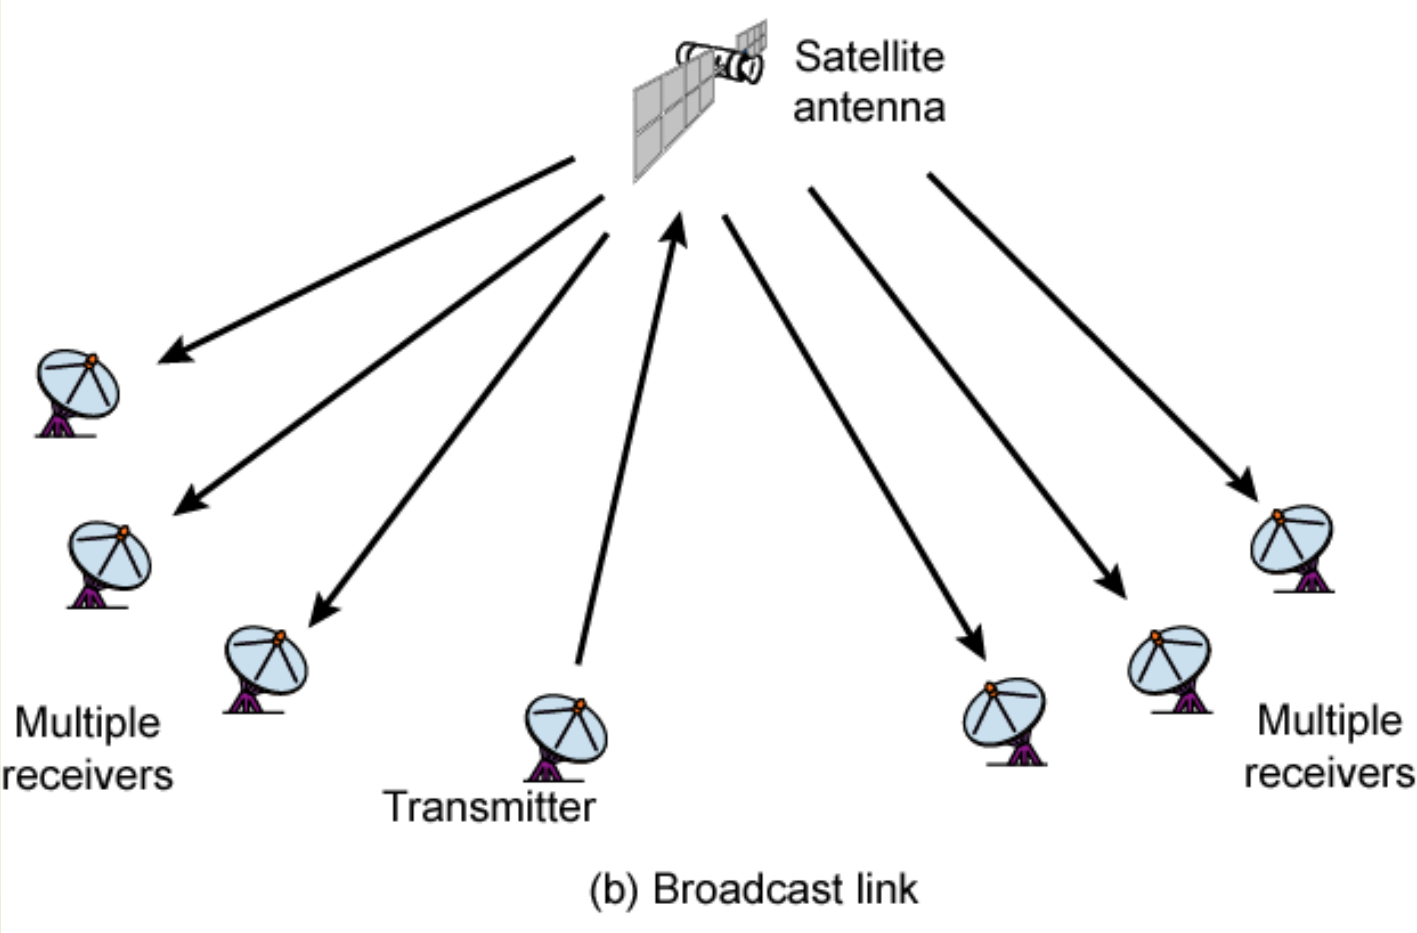 Satellite
antenna
Multiple
receivers
Transmitter
Multiple
receivers
(b) Broadcast link